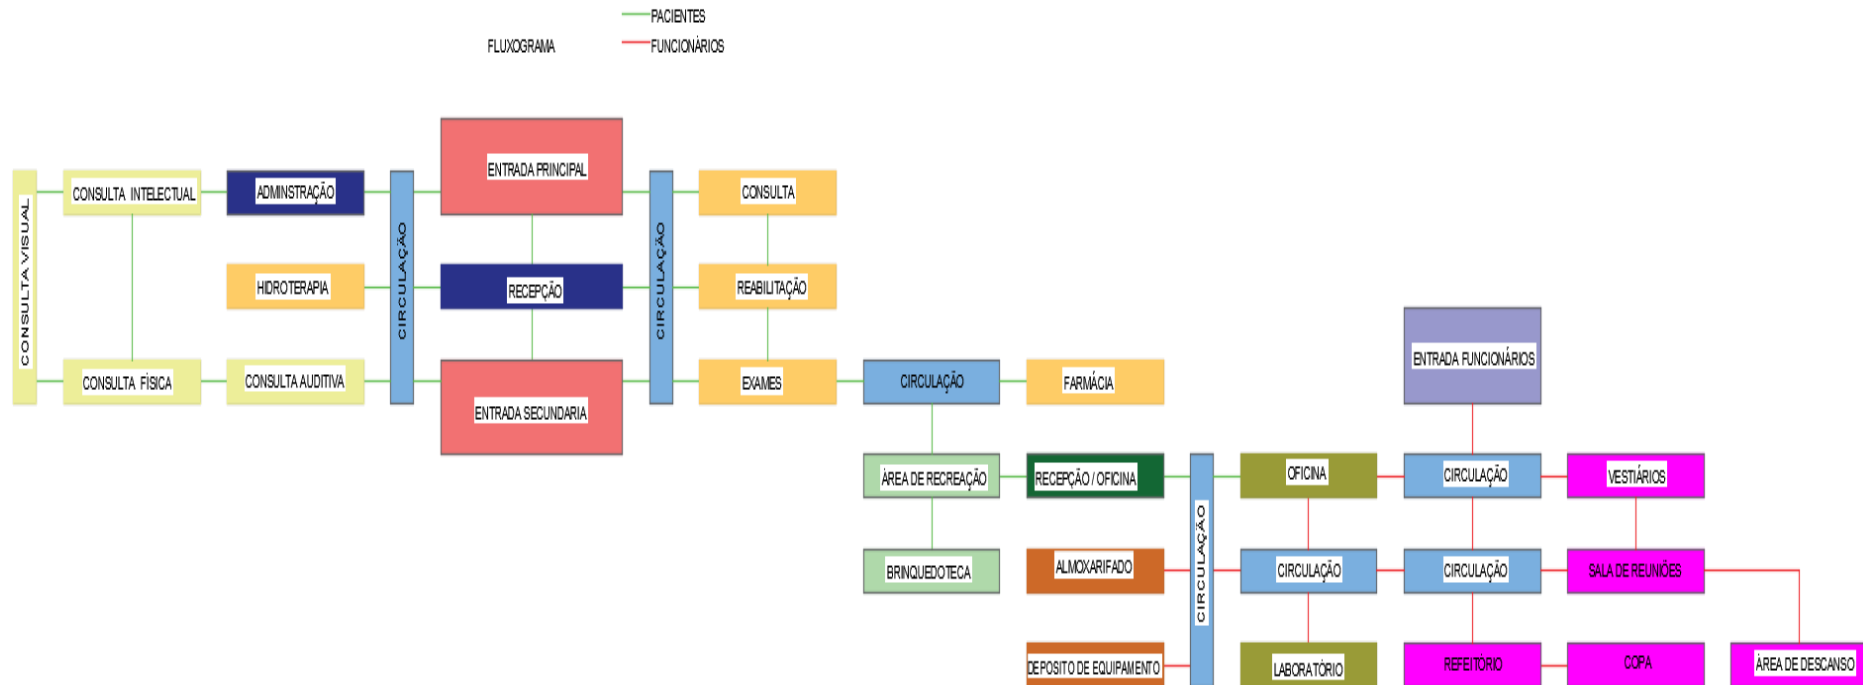 PACIENTES
FLUXOGRAMA
FUNCIONÁRIOS
CONSULTA VISUAL
CONSULTA INTELECTUAL
ADMINSTRAÇÃO
CIRCULAÇÃO
ENTRADA PRINCIPAL
CIRCULAÇÃO
CONSULTA
HIDROTERAPIA
RECEPÇÃO
REABILITAÇÃO
CONSULTA FÍSICA
CONSULTA AUDITIVA
ENTRADA SECUNDARIA
EXAMES
CIRCULAÇÃO
FARMÁCIA
ENTRADA FUNCIONÁRIOS
ÁREA DE RECREAÇÃO
RECEPÇÃO / OFICINA
CIRCULAÇÃO
OFICINA
CIRCULAÇÃO
VESTIÁRIOS
BRINQUEDOTECA
ALMOXARIFADO
CIRCULAÇÃO
CIRCULAÇÃO
SALA DE REUNIÕES
DEPOSITO DE EQUIPAMENTO
LABORATÓRIO
REFEITÓRIO
COPA
ÁREA DE DESCANSO